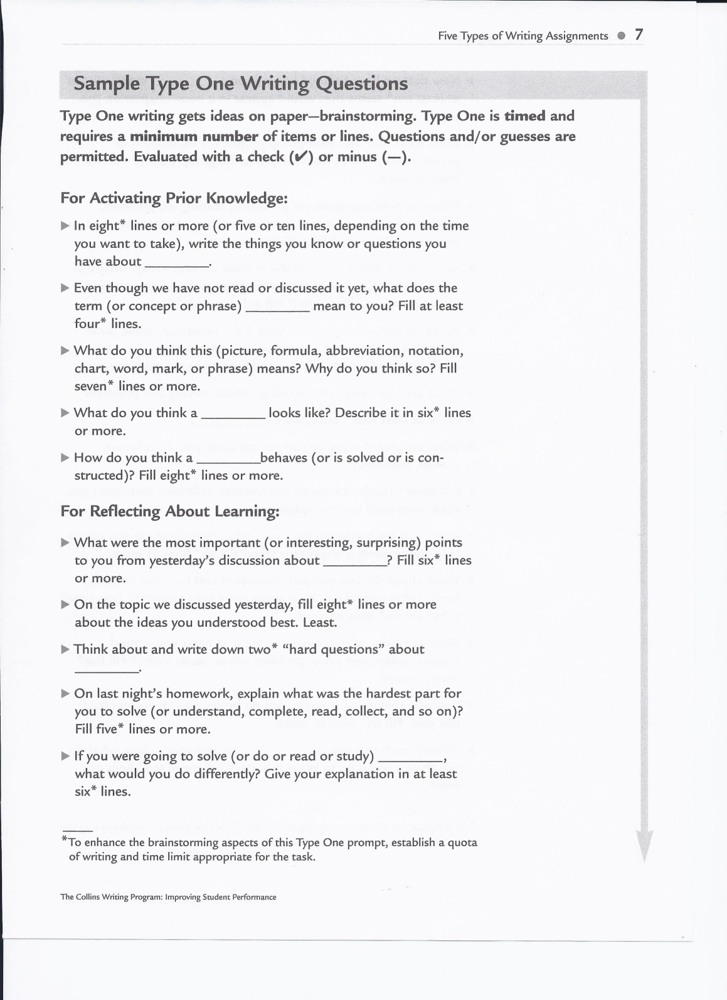 Five Types of Writing Assignments ● 7
Sample Type One Writing Questions
Type One writing gets ideas on paper—brainstorming. Type One is timed and
requires a minimum number of items or lines. Questions and/or guesses are
permitted. Evaluated with a check (✔) or minus (—).
For Activating Prior Knowledge:
▶ In eight* lines or more (or five or ten lines, depending on the time
you want to take), write the things you know or questions you
have about __________.
▶ Even though we have not read or discussed it yet, what does the
term (or concept or phrase) __________ mean to you? Fill at least
four* lines.
▶ What do you think this (picture, formula, abbreviation, notation,
chart, word, mark, or phrase) means? Why do you think so? Fill
seven* lines or more.
▶ What do you think a __________ looks like? Describe it in six* lines
or more.
▶ How do you think a __________behaves (or is solved or is con-
structed)? Fill eight* lines or more.
For Reflecting About Learning:
▶ What were the most important (or interesting, surprising) points
to you from yesterday's discussion about __________? Fill six* lines
or more.
▶ On the topic we discussed yesterday, fill eight* lines or more
about the ideas you understood best. Least.
▶ Think about and write down two* “hard questions” about
__________.
▶ On last night's homework, explain what was the hardest part for
you to solve (or understand, complete, read, collect, and so on)?
Fill five* lines or more.
▶ If you were going to solve (or do or read or study) __________,
what would you do differently? Give your explanation in at least
six* lines.
*To enhance the brainstorming aspects of this Type One prompt, establish a quota
of writing and time limit appropriate for the task.
The Collins Writing Program: Improving Student Performance